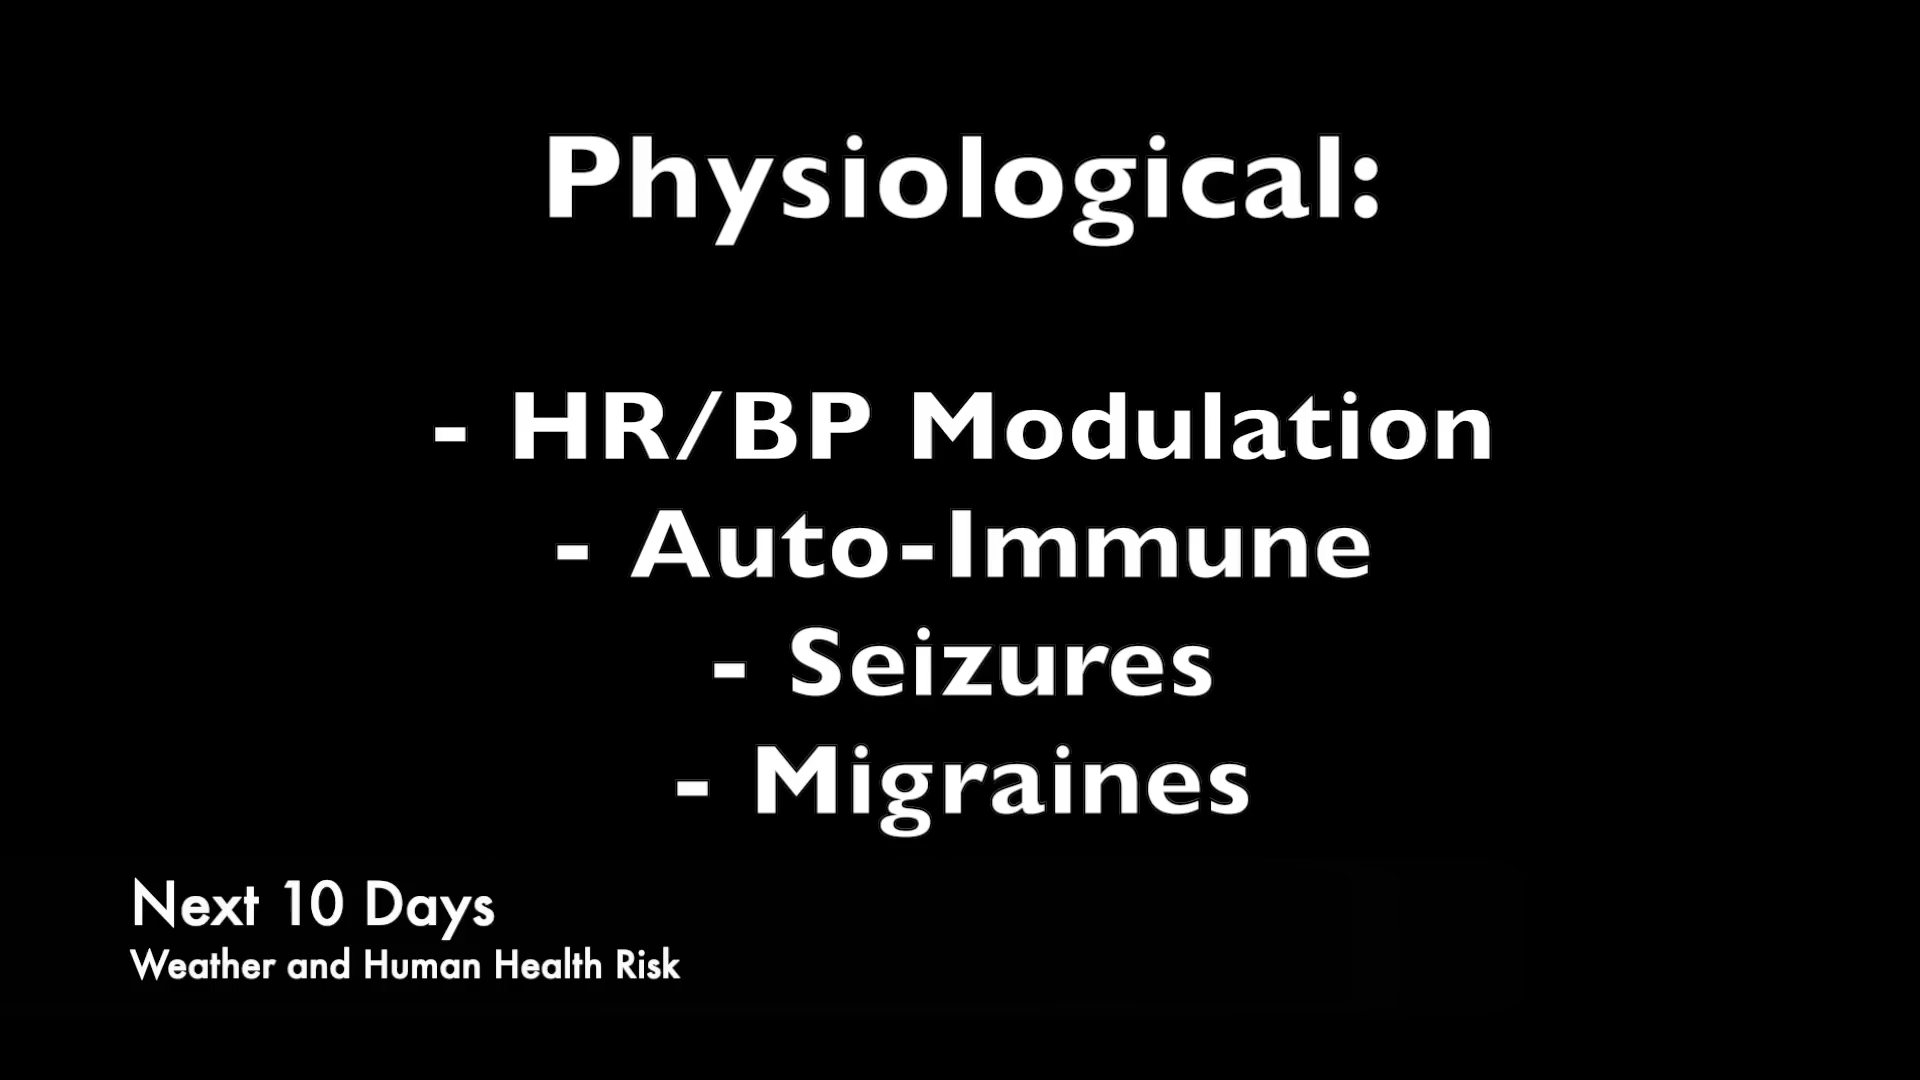 Physiological:
- HR/BP Modulation
- Auto-Immune
- Seizures
- Migraines
Next 10 Days
Weather and Human Health Risk